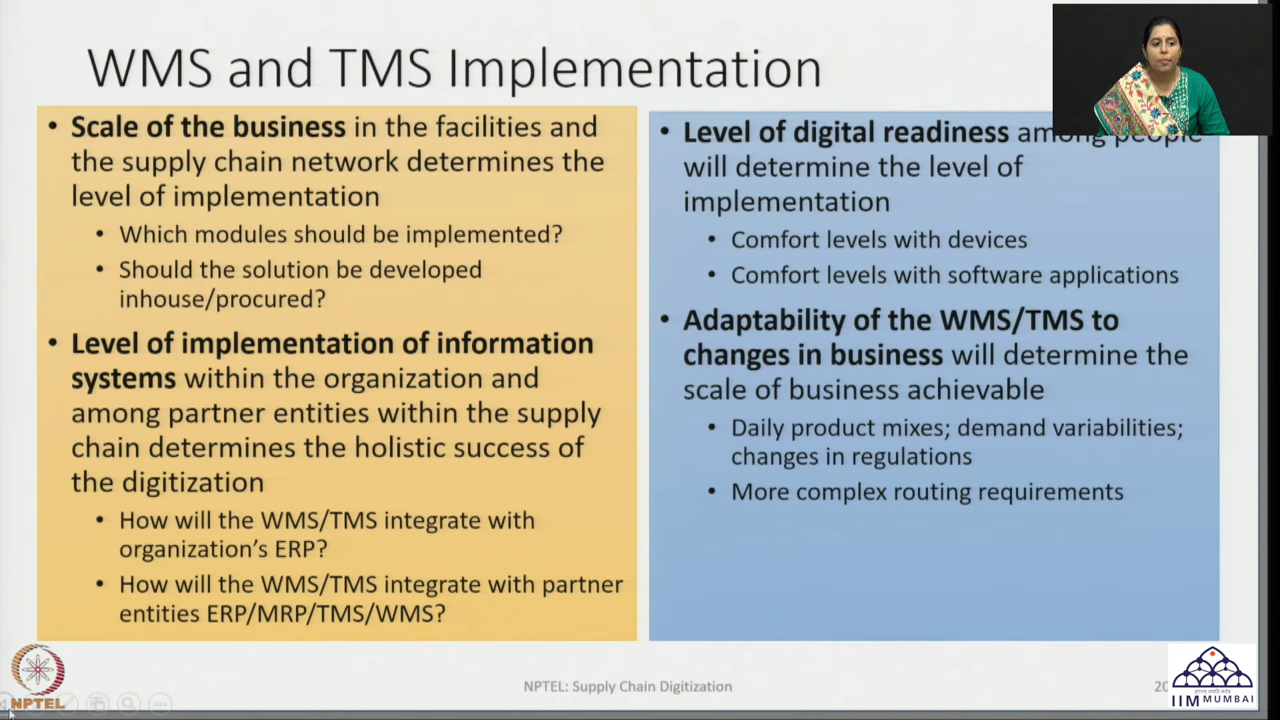 WMS and TMS Implementation
• Scale of the business in the facilities and
the supply chain network determines the
level of implementation
• Which modules should be implemented?
• Should the solution be developed
inhouse/procured?
• Level of implementation of information
systems within the organization and
among partner entities within the supply
chain determines the holistic success of
the digitization
• How will the WMS/TMS integrate with
organization's ERP?
• How will the WMS/TMS integrate with partner
entities ERP/MRP/TMS/WMS?
• Level of digital readiness among people
will determine the level of
implementation
• Comfort levels with devices
• Comfort levels with software applications
• Adaptability of the WMS/TMS to
changes in business will determine the
scale of business achievable
• Daily product mixes; demand variabilities;
changes in regulations
• More complex routing requirements
NPTEL
NPTEL: Supply Chain Digitization
20
IIM MUMBAI